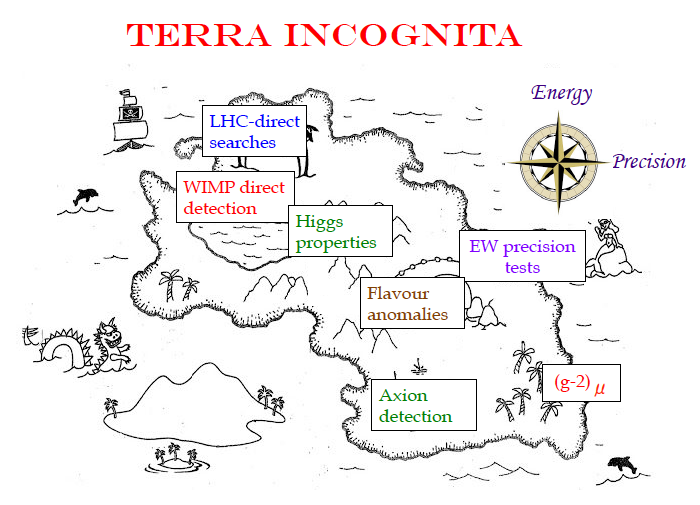 TERRA INCOGNITA
Energy
Precision
LHC-direct
searches
WIMP direct
detection
Higgs
properties
EW precision
tests
Flavour
anomalies
(g-2) μ
Axion
detection